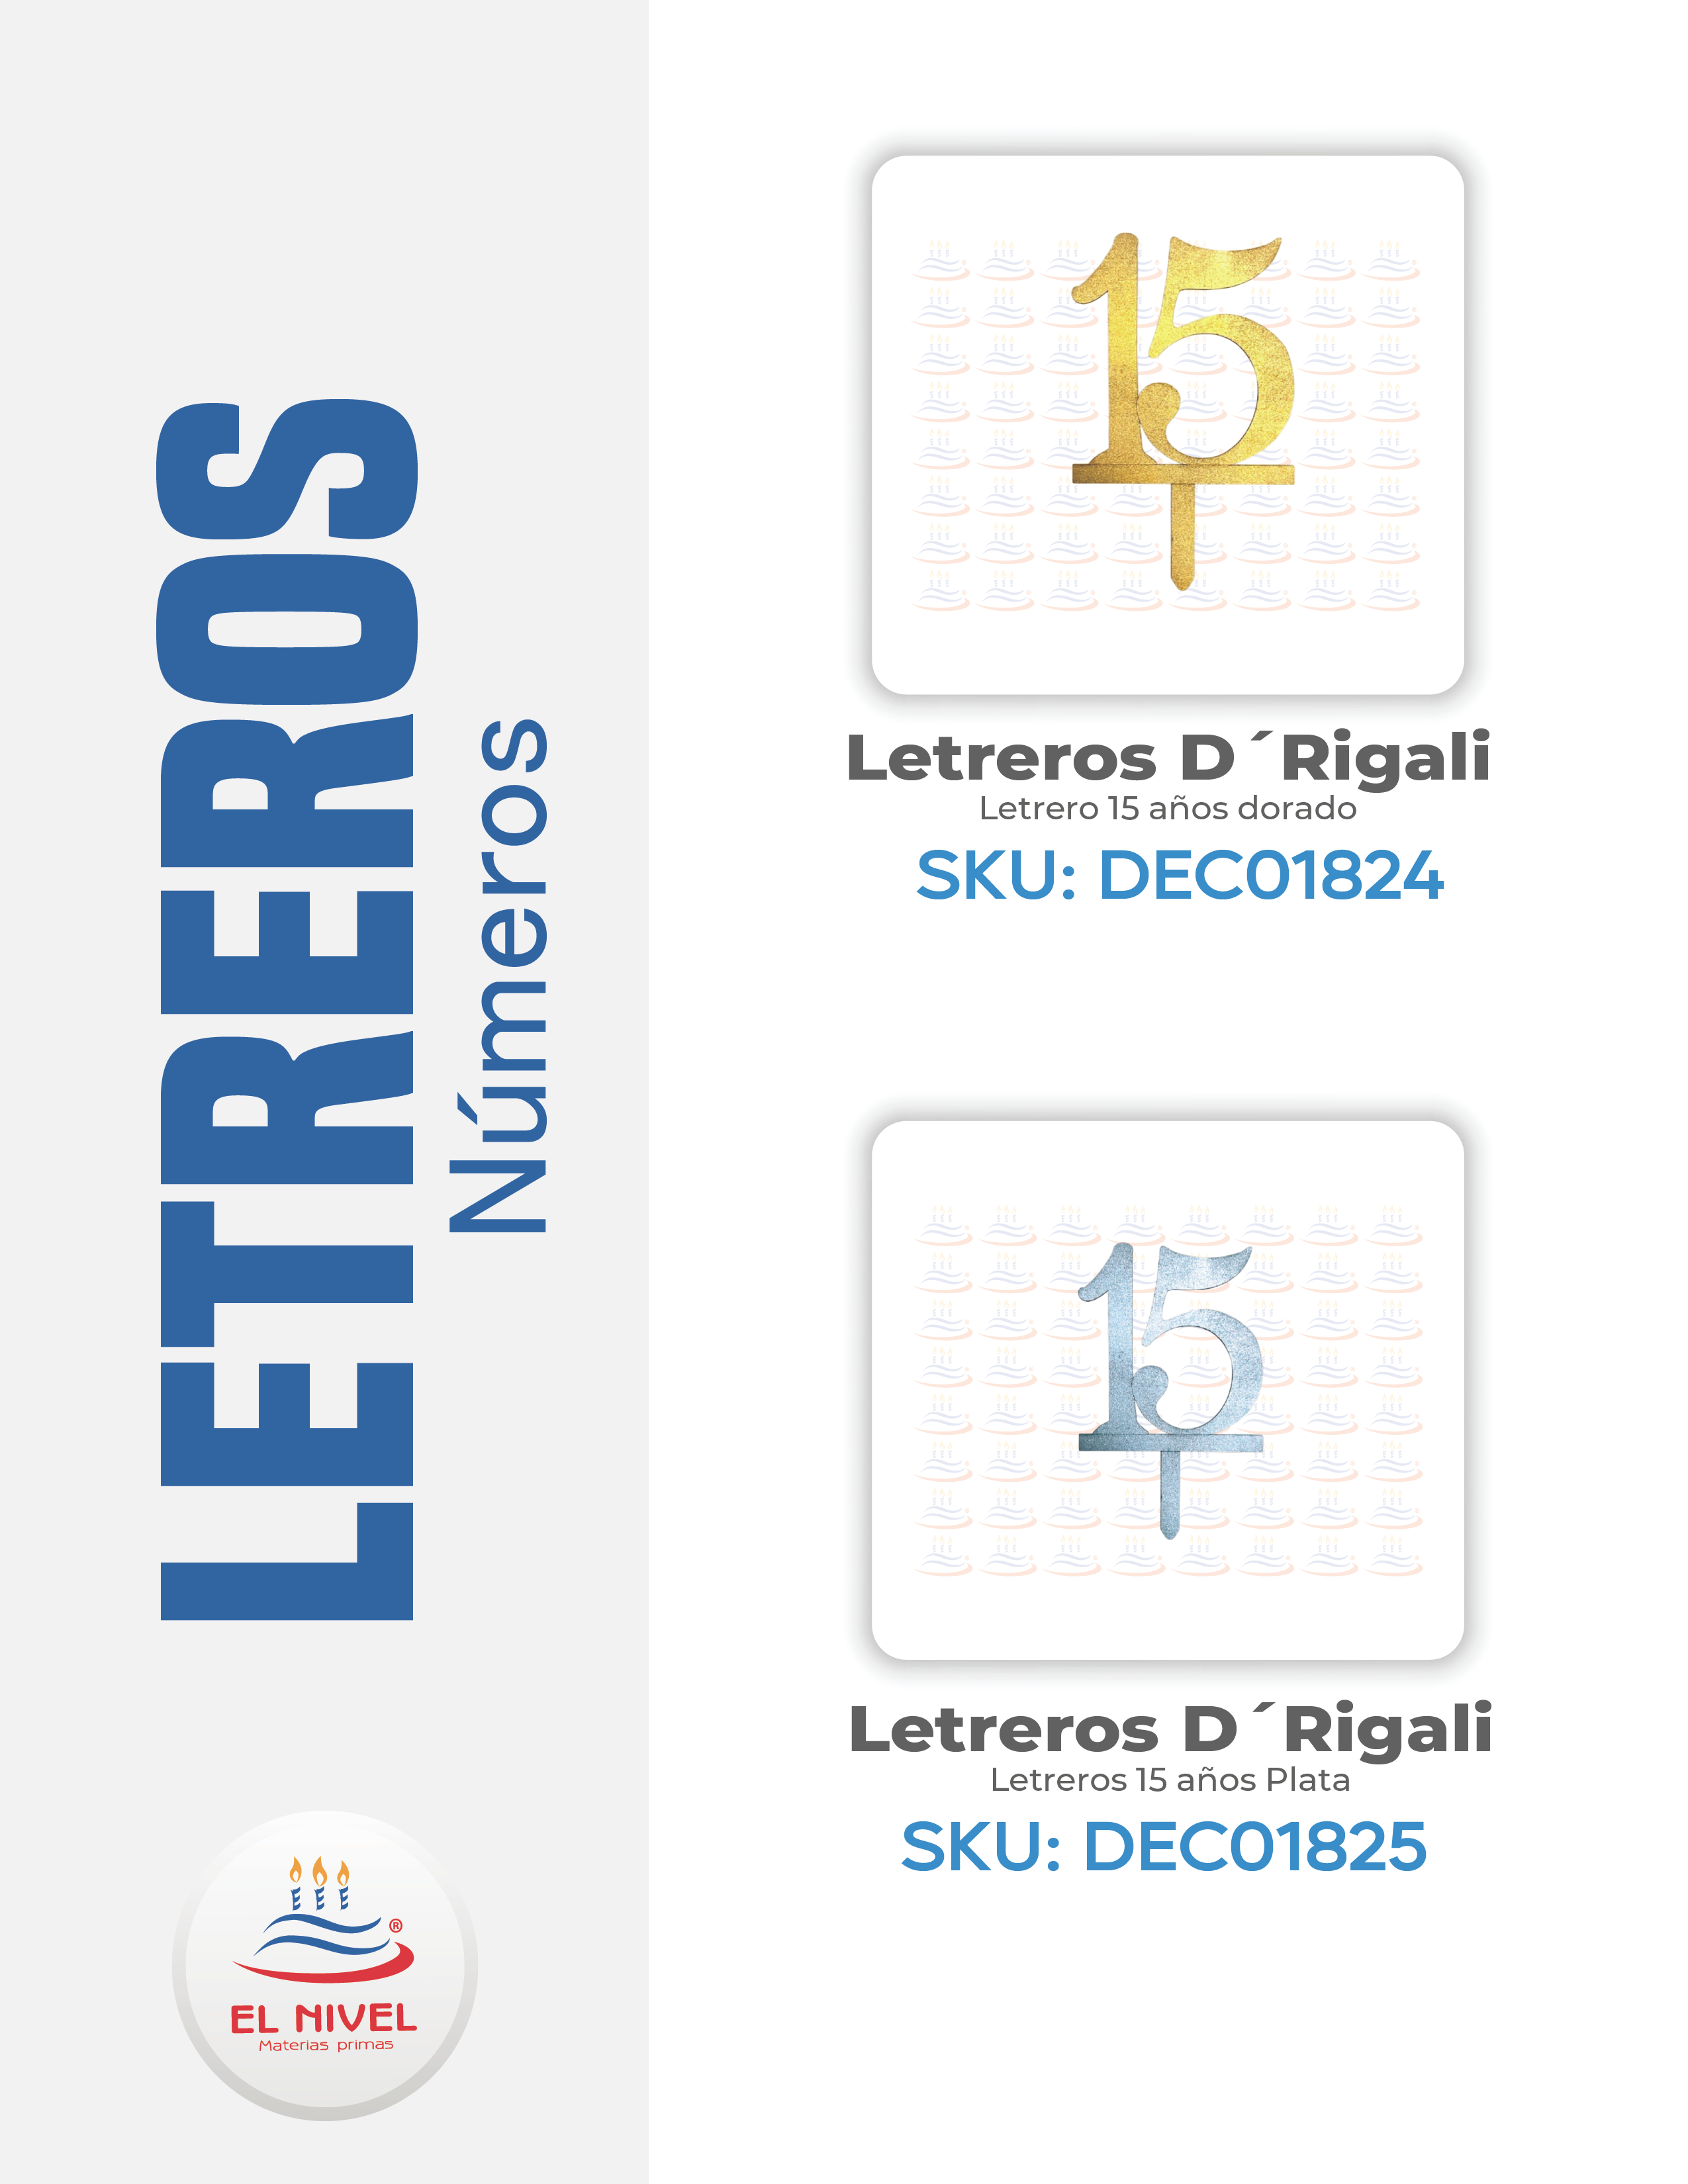 LETREROS
Números
15
Letreros D´Rigali
Letrero 15 años dorado
SKU: DEC01824
15
Letreros D´Rigali
Letreros 15 años Plata
SKU: DEC01825
®
EL NIVEL
Materias primas